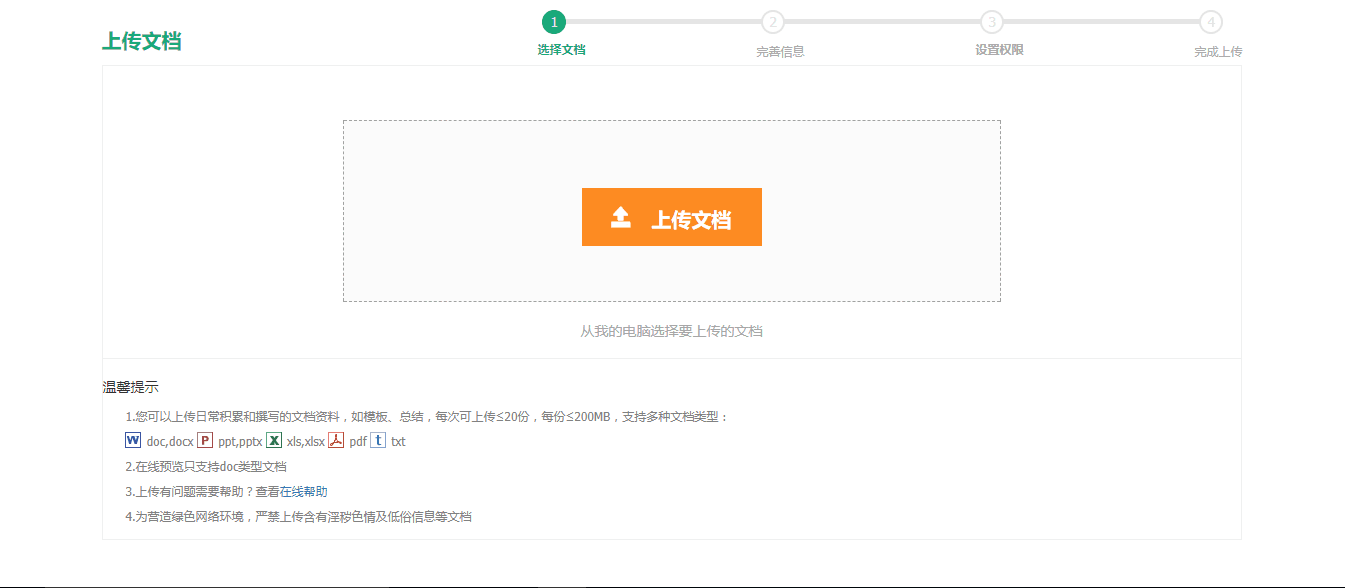 上传文档
1 2 3 4
选择文档 完善信息 设置权限 完成上传
上传文档
从我的电脑选择要上传的文档
温馨提示
1.您可以上传日常积累和撰写的文档资料，如模板、总结，每次可上传≤20份，每份≤200MB，支持多种文档类型：
W doc,docx P ppt,pptx X xls,xlsx pdf t txt
2.在线预览只支持doc类型文档
3.上传有问题需要帮助？查看在线帮助
4.为营造绿色网络环境，严禁上传含有淫秽色情及低俗信息等文档